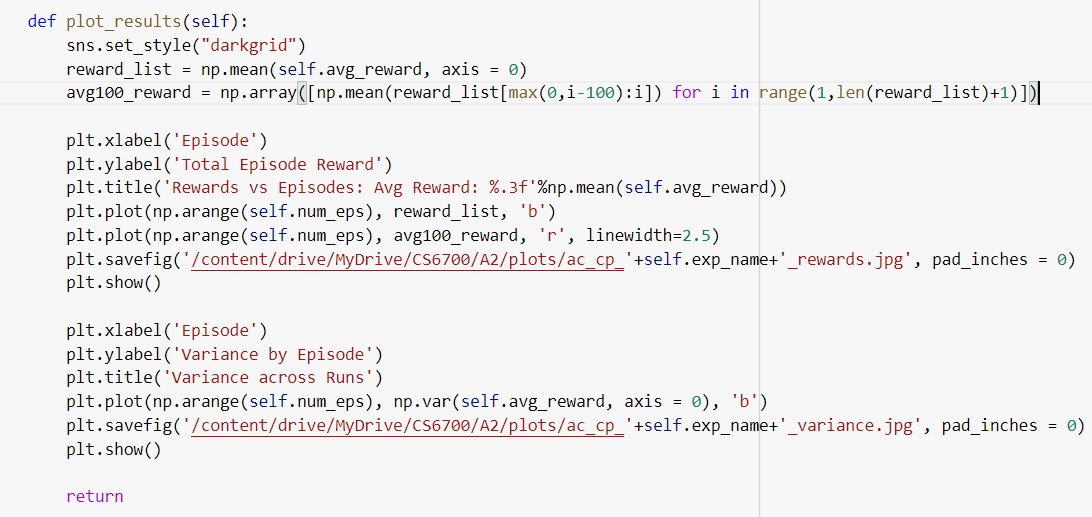 def plot_results(self):
    sns.set_style("darkgrid")
    reward_list = np.mean(self.avg_reward, axis = 0)
    avg100_reward = np.array([np.mean(reward_list[max(0,i-100):i]) for i in range(1,len(reward_list)+1)])

    plt.xlabel('Episode')
    plt.ylabel('Total Episode Reward')
    plt.title('Rewards vs Episodes: Avg Reward: %.3f'%np.mean(self.avg_reward))
    plt.plot(np.arange(self.num_eps), reward_list, 'b')
    plt.plot(np.arange(self.num_eps), avg100_reward, 'r', linewidth=2.5)
    plt.savefig('/content/drive/MyDrive/CS6700/A2/plots/ac_cp_'+self.exp_name+'_rewards.jpg', pad_inches = 0)
    plt.show()

    plt.xlabel('Episode')
    plt.ylabel('Variance by Episode')
    plt.title('Variance across Runs')
    plt.plot(np.arange(self.num_eps), np.var(self.avg_reward, axis = 0), 'b')
    plt.savefig('/content/drive/MyDrive/CS6700/A2/plots/ac_cp_'+self.exp_name+'_variance.jpg', pad_inches = 0)
    plt.show()

    return